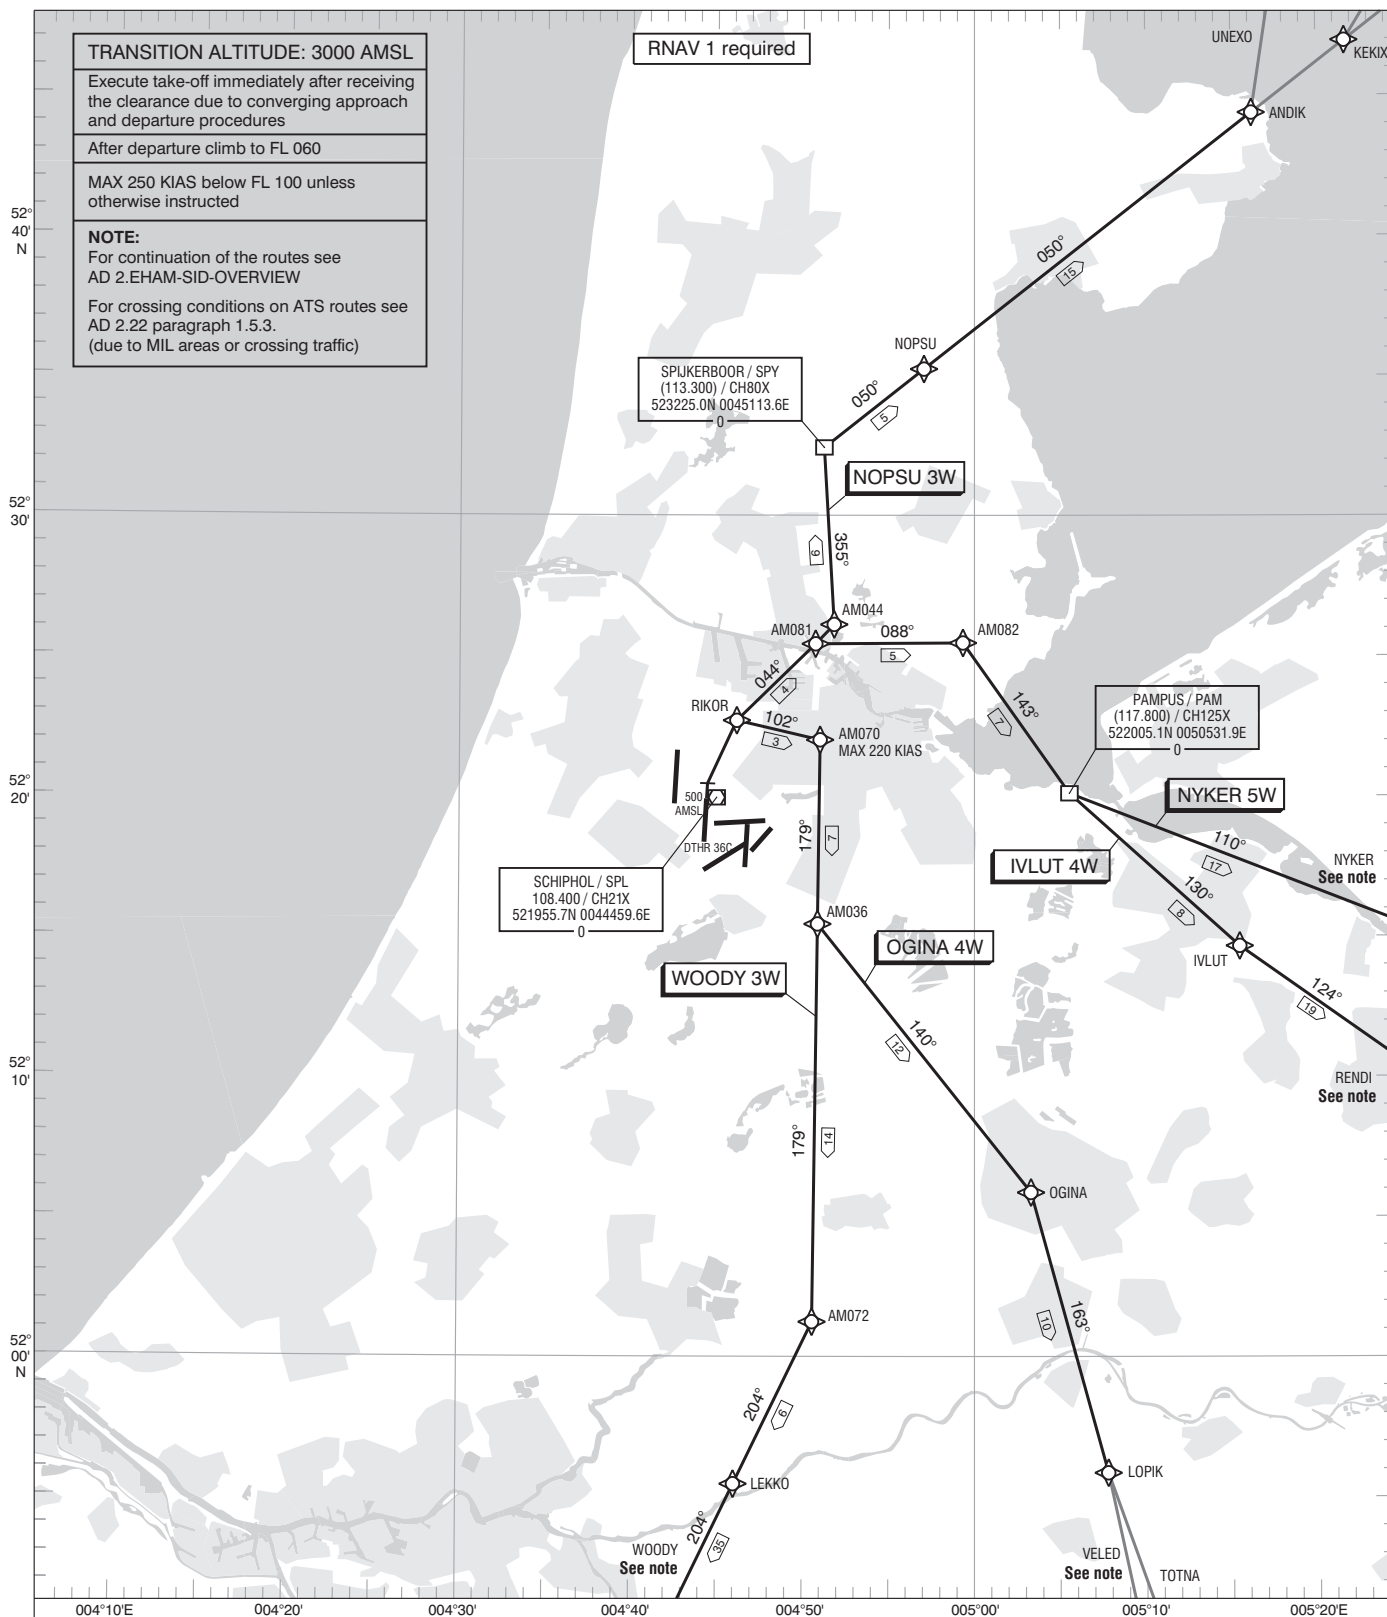 TRANSITION ALTITUDE: 3000 AMSL
Execute take-off immediately after receiving
the clearance due to converging approach
and departure procedures
After departure climb to FL 060
MAX 250 KIAS below FL 100 unless
otherwise instructed
NOTE:
For continuation of the routes see
AD 2.EHAM-SID-OVERVIEW
For crossing conditions on ATS routes see
AD 2.22 paragraph 1.5.3.
(due to MIL areas or crossing traffic)
RNAV 1 required
UNEXO
KEKIX
ANDIK
52°
40'
N
050°
15
NOPSU
SPIJKERBOOR / SPY
(113.300) / CH80X
523225.0N 0045113.6E
0
050°
5
NOPSU 3W
52°
30'
355°
6
AM044
AM081
088°
AM082
5
044°
4
143°
7
RIKOR
102°
3
AM070
MAX 220 KIAS
PAMPUS / PAM
(117.800) / CH125X
522005.1N 0050531.9E
0
52°
20'
500
AMSL
DTHR 36C
179°
7
NYKER 5W
110°
17
NYKER
See note
IVLUT 4W
130°
8
SCHIPHOL / SPL
108.400 / CH21X
521955.7N 0044459.6E
0
AM036
OGINA 4W
IVLUT
WOODY 3W
124°
19
140°
12
52°
10'
RENDI
See note
179°
14
OGINA
AM072
163°
10
52°
00'
N
204°
6
LEKKO
LOPIK
204°
35
WOODY
See note
VELED
See note
TOTNA
004°10'E
004°20'E
004°30'E
004°40'E
004°50'E
005°00'E
005°10'E
005°20'E